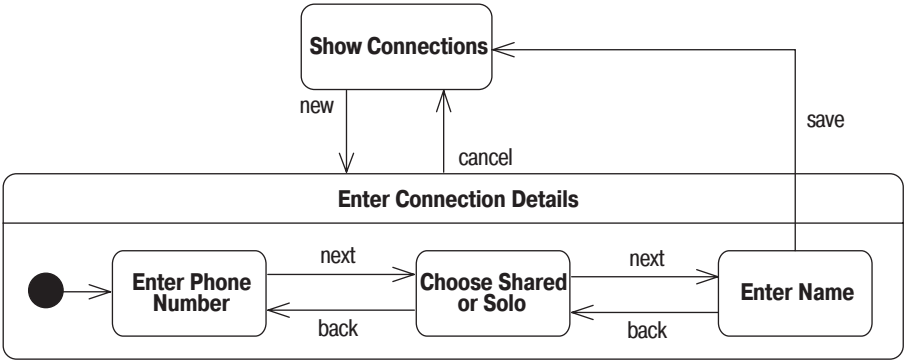 Show Connections
new
save
cancel
Enter Connection Details
next
next
Enter Phone
Number
Choose Shared
or Solo
Enter Name
back
back